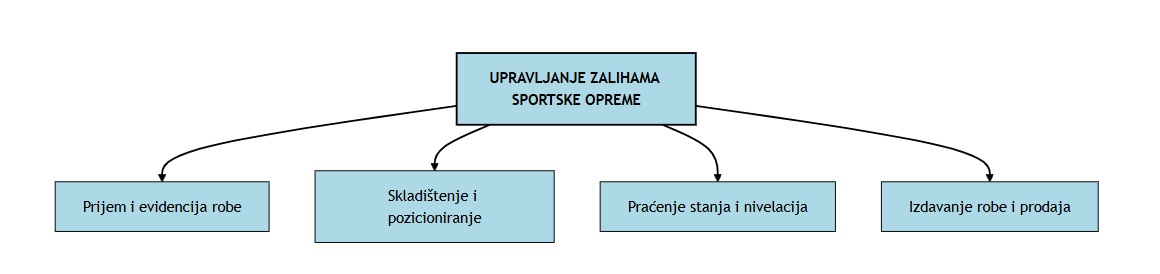 UPRAVLJANJE ZALIHAMA
SPORTSKE OPREME
Prijem i evidencija robe
Skladištenje i
pozicioniranje
Praćenje stanja i nivelacija
Izdavanje robe i prodaja